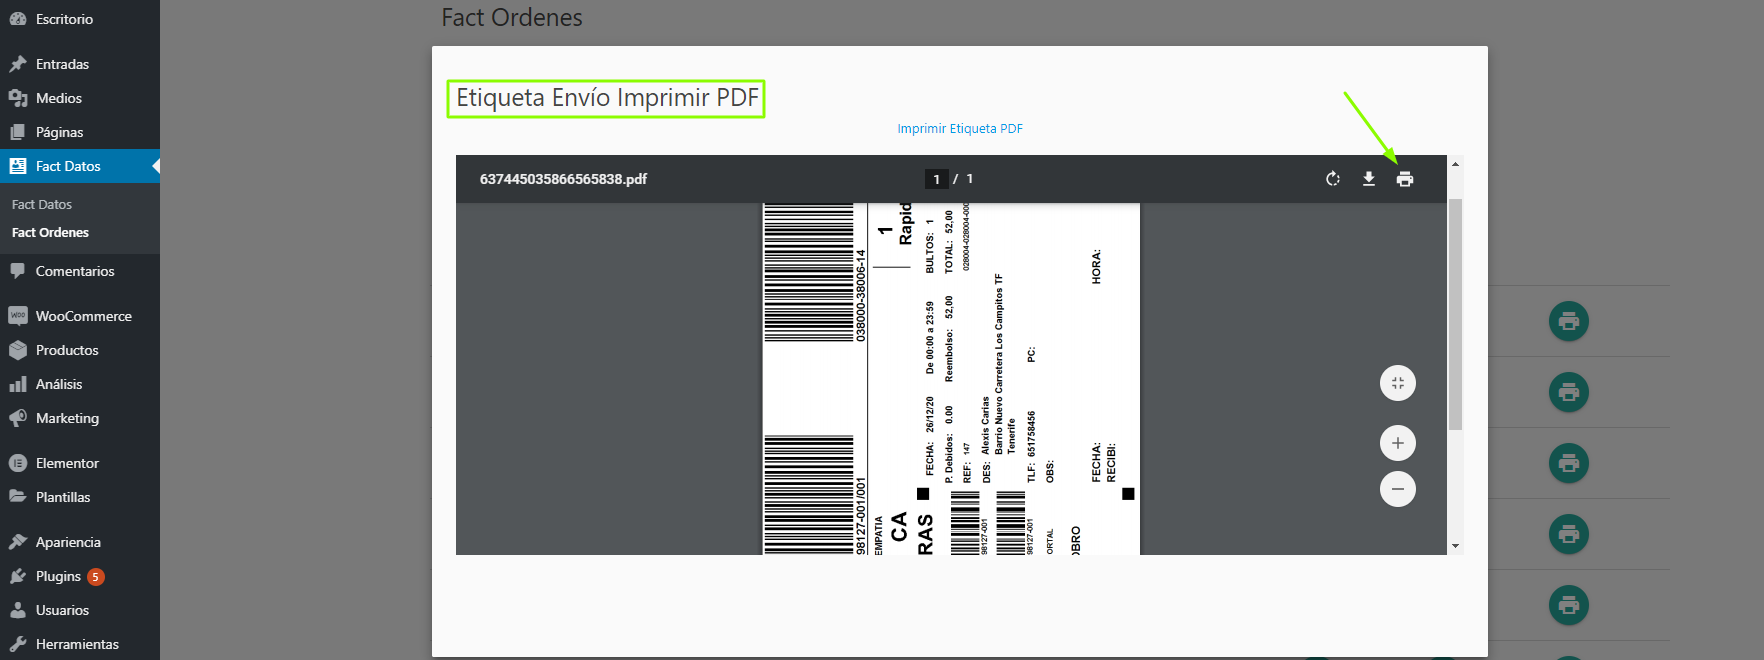 Escritorio
Entradas
Medios
Páginas
Fact Datos
Fact Datos
Fact Ordenes
Comentarios
WooCommerce
Productos
Análisis
Marketing
Elementor
Plantillas
Apariencia
Plugins 5
Usuarios
Herramientas
Fact Ordenes
Etiqueta Envío Imprimir PDF
Imprimir Etiqueta PDF
637445035866565838.pdf
1 / 1
038000-38006-14
98127-001/001
1
Rapid
EMPATIA
CA
RAS
BULTOS: 1
TOTAL: 52,00
028004-028004-000
De 00:00 a 23:59
Reembolso: 52,00
FECHA: 26/12/20
P. Debidos: 0.00
REF: 147
DES: Alexis Carias
Barrio Nuevo Carretera Los Campitos TF
Tenerife
PC:
TLF: 651758456
OBS:
HORA:
FECHA:
RECIBI:
98127-001
98127-001
ORTAL
OBRO